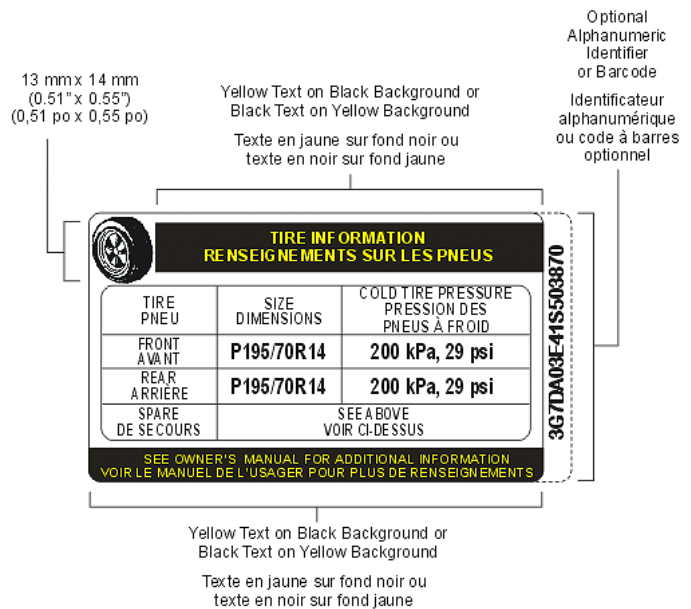 Optional
Alphanumeric
Identifier
or Barcode
Identificateur
alphanumérique
ou code à barres
optionnel
13 mm x 14 mm
(0.51" x 0.55")
(0,51 po x 0,55 po)
Yellow Text on Black Background or
Black Text on Yellow Background
Texte en jaune sur fond noir ou
texte en noir sur fond jaune
TIRE INFORMATION
RENSEIGNEMENTS SUR LES PNEUS
TIRE
PNEU
SIZE
DIMENSIONS
COLD TIRE PRESSURE
PRESSION DES
PNEUS À FROID
FRONT
AVANT
P195/70R14
200 kPa, 29 psi
REAR
ARRIÈRE
P195/70R14
200 kPa, 29 psi
SPARE
DE SECOURS
SEE ABOVE
VOIR CI-DESSUS
SEE OWNER'S MANUAL FOR ADDITIONAL INFORMATION
VOIR LE MANUEL DE L'USAGER POUR PLUS DE RENSEIGNEMENTS
3G7DA03E41S503870
Yellow Text on Black Background or
Black Text on Yellow Background
Texte en jaune sur fond noir ou
texte en noir sur fond jaune